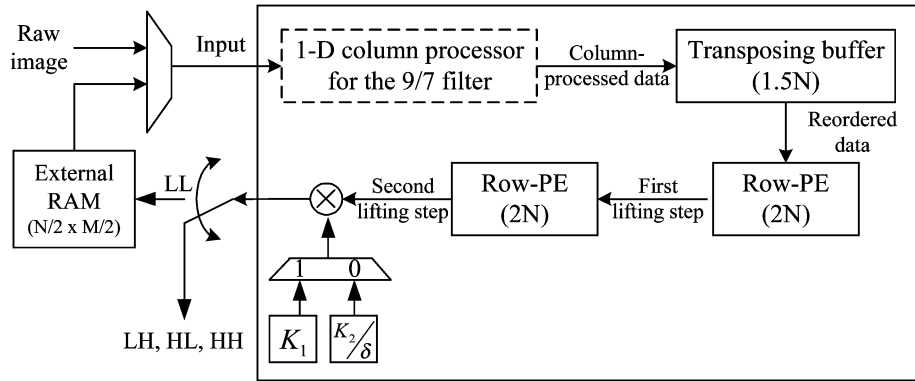 Raw
image
Input
1-D column processor
for the 9/7 filter
Column-
processed data
Transposing buffer
(1.5N)
Reordered
data
External
RAM
(N/2 x M/2)
LL
Second
lifting step
Row-PE
(2N)
First
lifting step
Row-PE
(2N)
1 0
LH, HL, HH
K₁
K₂/δ